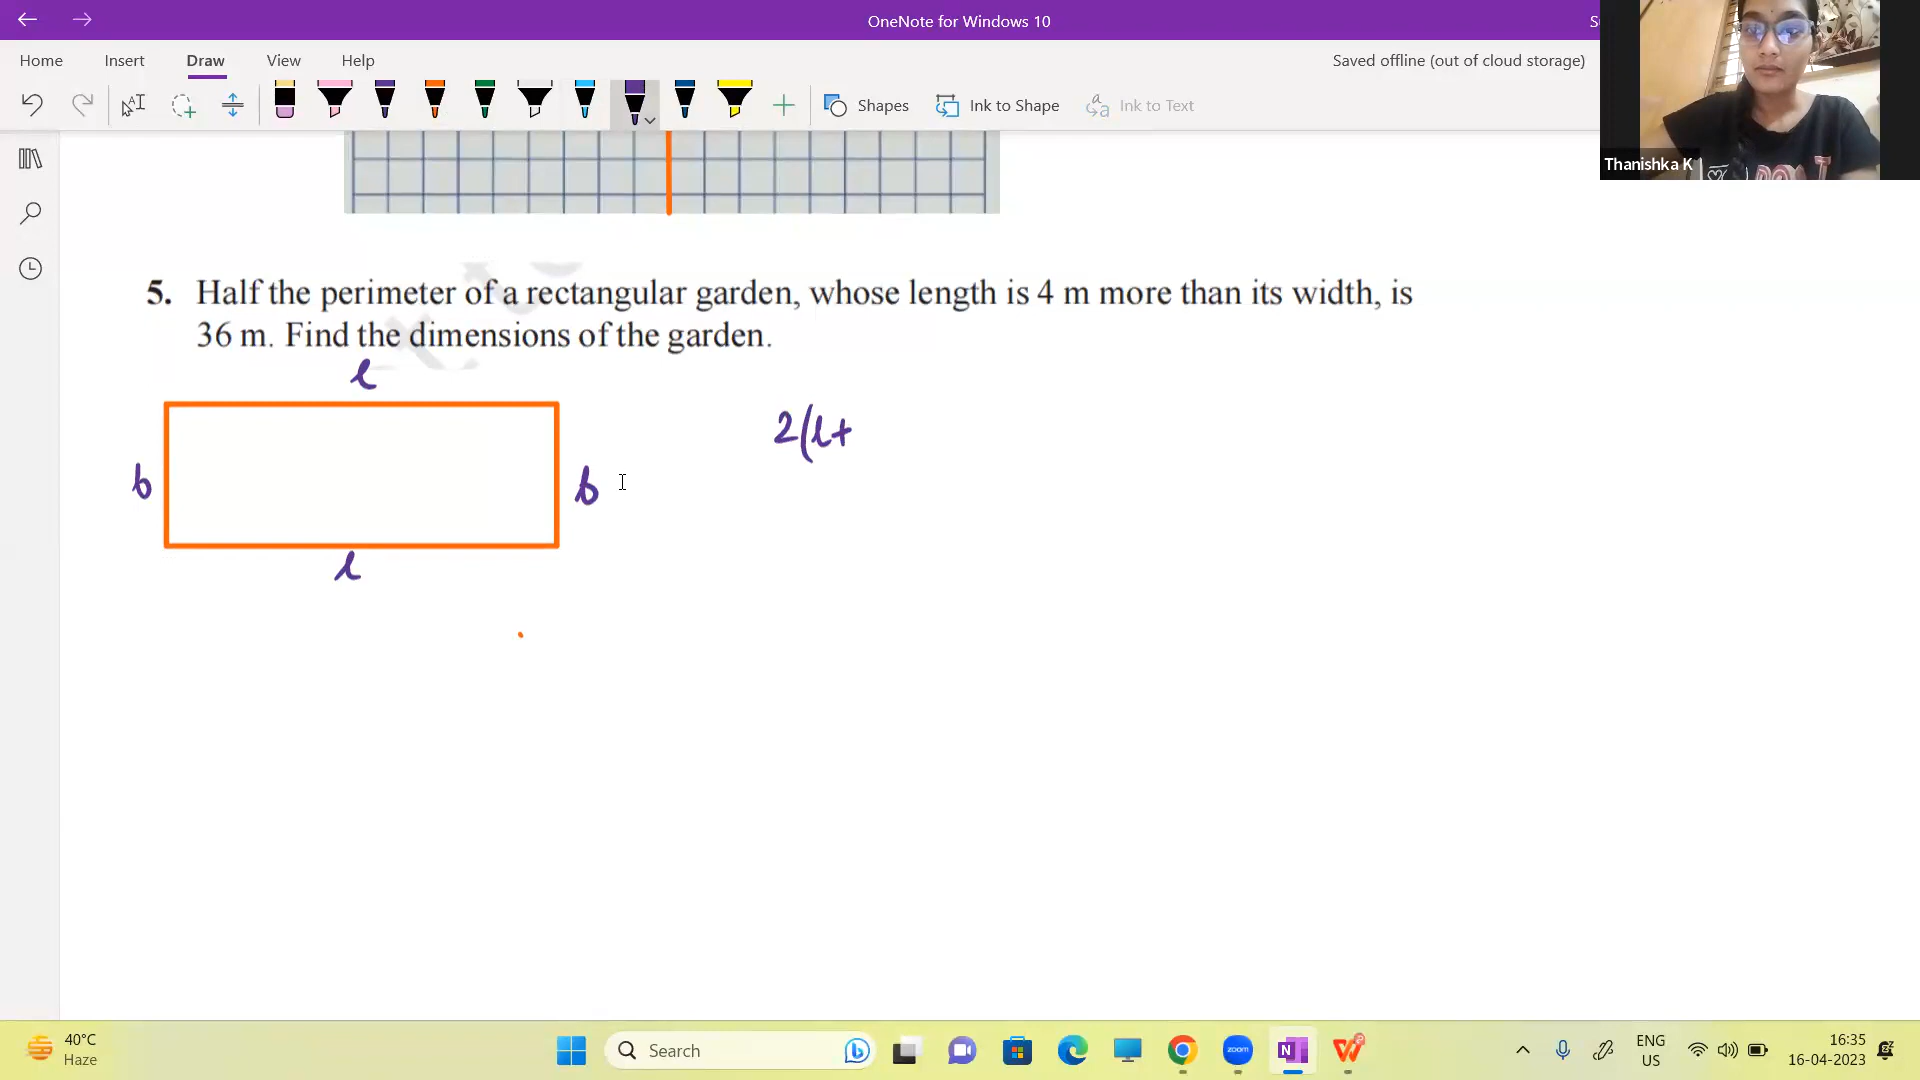 OneNote for Windows 10
S
Home Insert Draw View Help
Saved offline (out of cloud storage)
Shapes Ink to Shape Ink to Text
Thanishka K
5. Half the perimeter of a rectangular garden, whose length is 4 m more than its width, is
36 m. Find the dimensions of the garden.
l
2(l+
b b
l
40°C
Haze
Search
zoom
N
W
ENG
US
16:35
16-04-2023